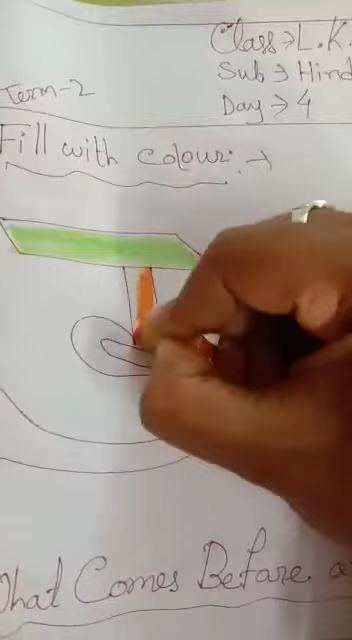 Class → L.K.
Sub → Hind
Term-2
Day → 4
Fill with colour: →
What Comes Before